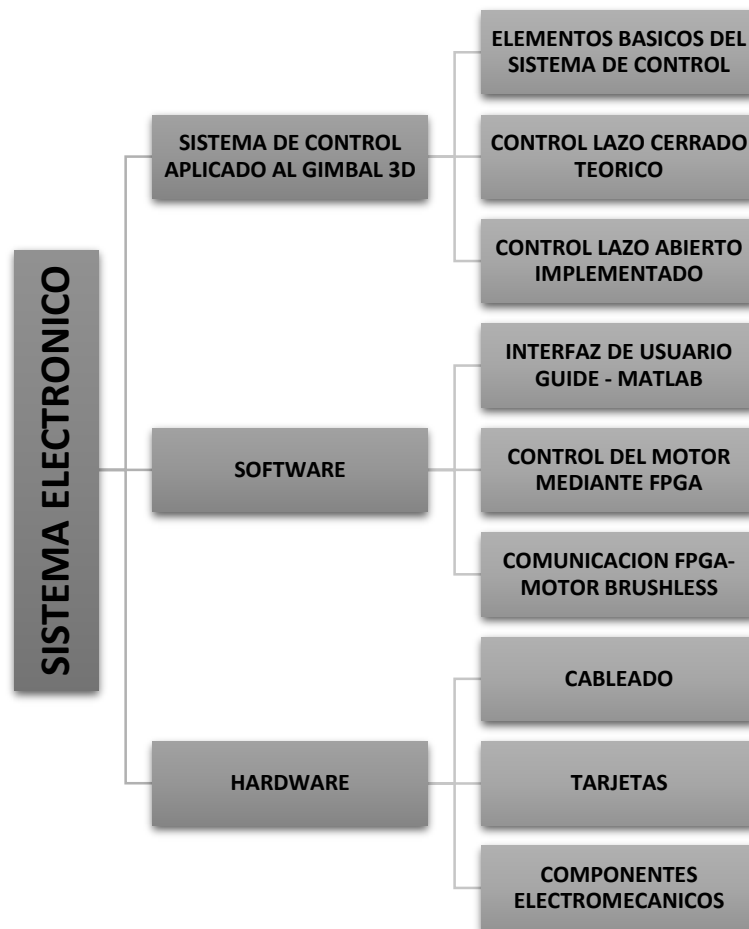 SISTEMA ELECTRONICO
SISTEMA DE CONTROL
APLICADO AL GIMBAL 3D
ELEMENTOS BASICOS DEL
SISTEMA DE CONTROL
CONTROL LAZO CERRADO
TEORICO
CONTROL LAZO ABIERTO
IMPLEMENTADO
SOFTWARE
INTERFAZ DE USUARIO
GUIDE - MATLAB
CONTROL DEL MOTOR
MEDIANTE FPGA
COMUNICACION FPGA-
MOTOR BRUSHLESS
HARDWARE
CABLEADO
TARJETAS
COMPONENTES
ELECTROMECANICOS